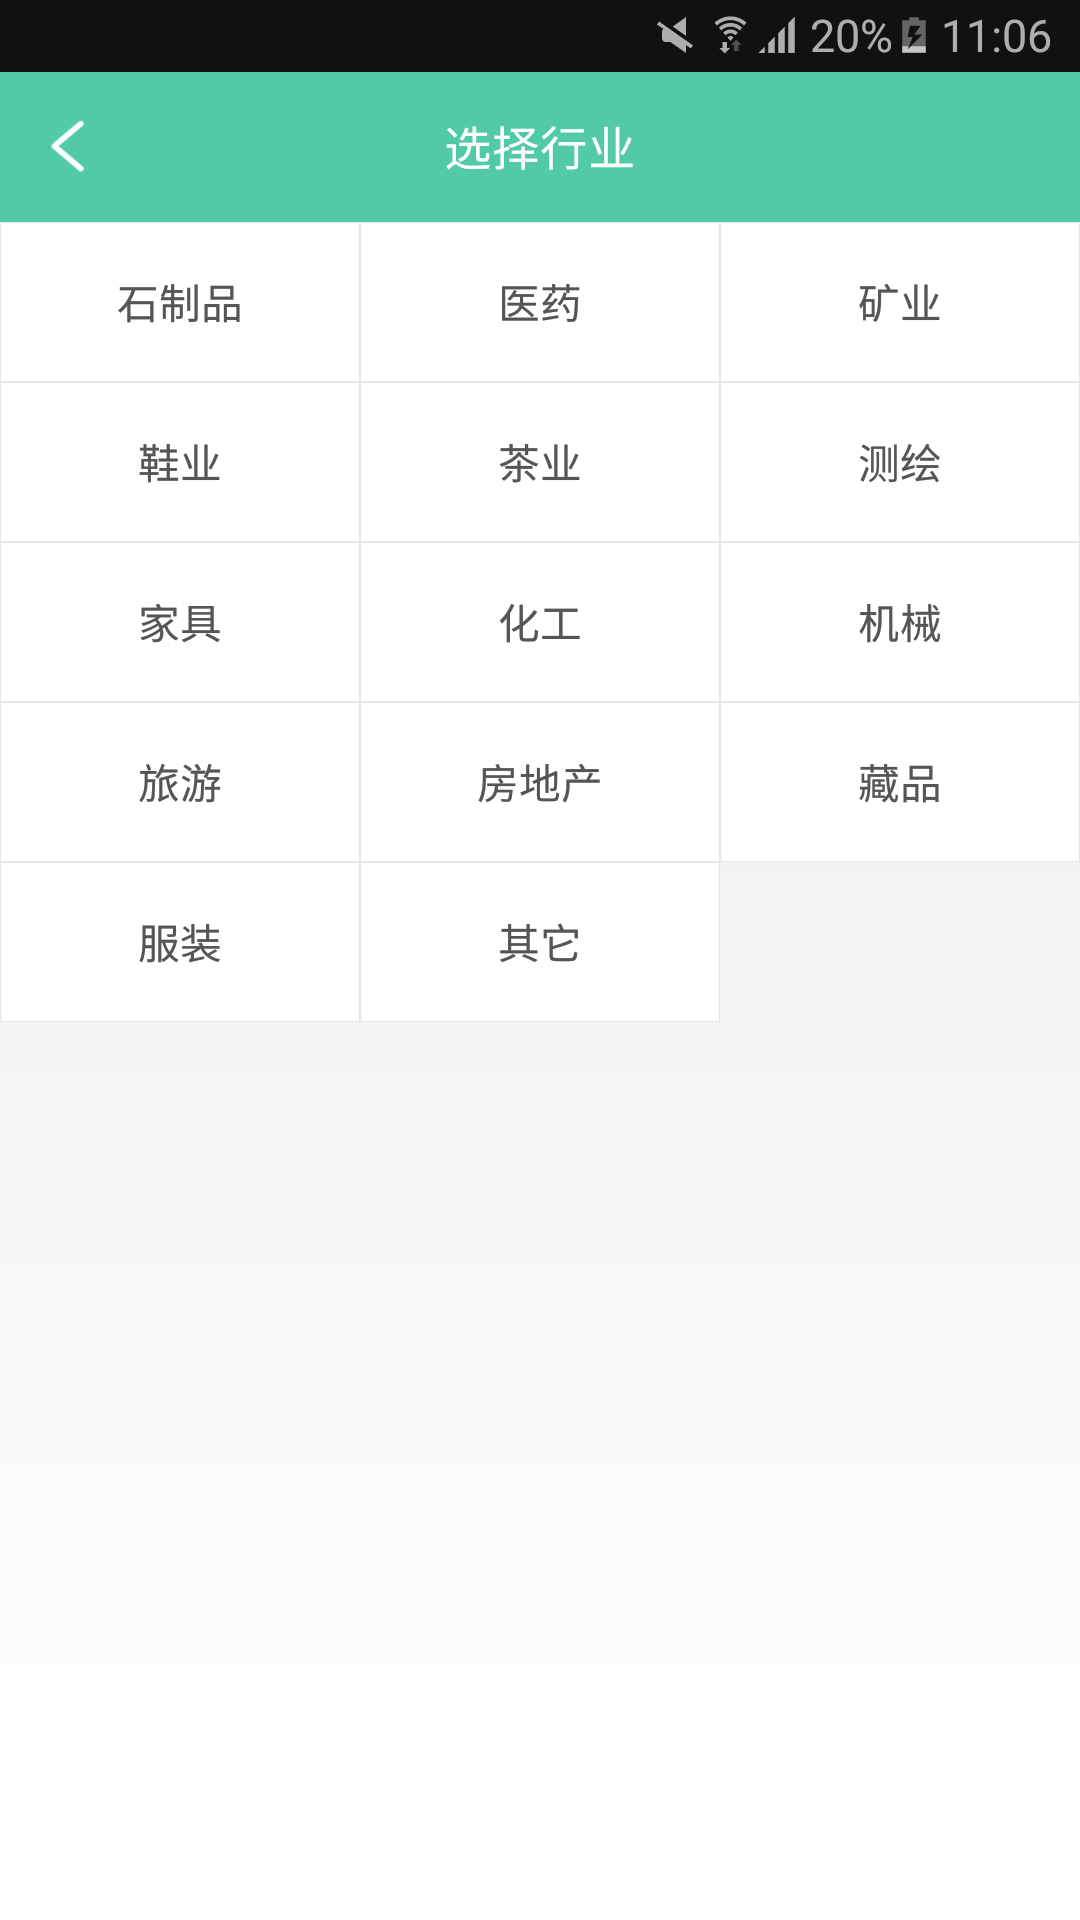 20% 11:06
选择行业
石制品 医药 矿业
鞋业 茶业 测绘
家具 化工 机械
旅游 房地产 藏品
服装 其它